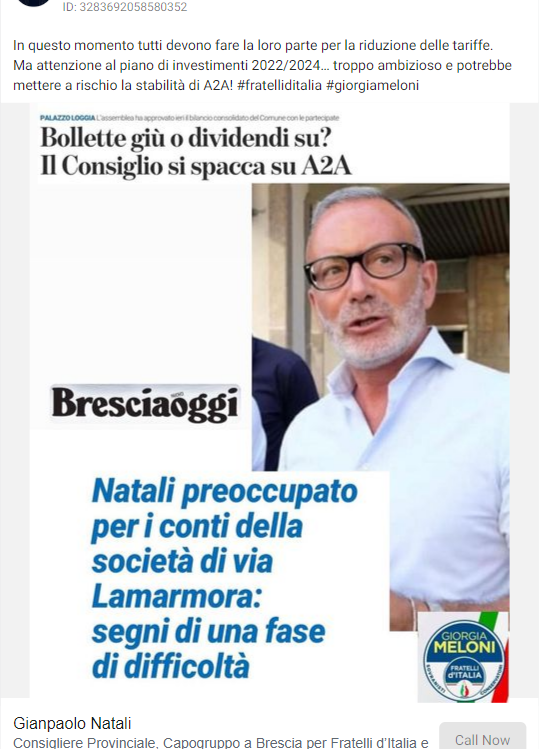 ID: 3283692058580352
In questo momento tutti devono fare la loro parte per la riduzione delle tariffe.
Ma attenzione al piano di investimenti 2022/2024... troppo ambizioso e potrebbe
mettere a rischio la stabilità di A2A! #fratelliditalia #giorgiameloni
PALAZZO LOGGIA L'assemblea ha approvato ieri il bilancio consolidato del Comune con le partecipate
Bollette giù o dividendi su?
Il Consiglio si spacca su A2A
Bresciaoggi
Natali preoccupato
per i conti della
società di via
Lamarmora:
segni di una fase
di difficoltà
GIORGIA
MELONI
FRATELLI
d'ITALIA
SOVRANISTI
CONSERVATORI
Gianpaolo Natali
Consigliere Provinciale, Capogruppo a Brescia per Fratelli d'Italia e
Call Now